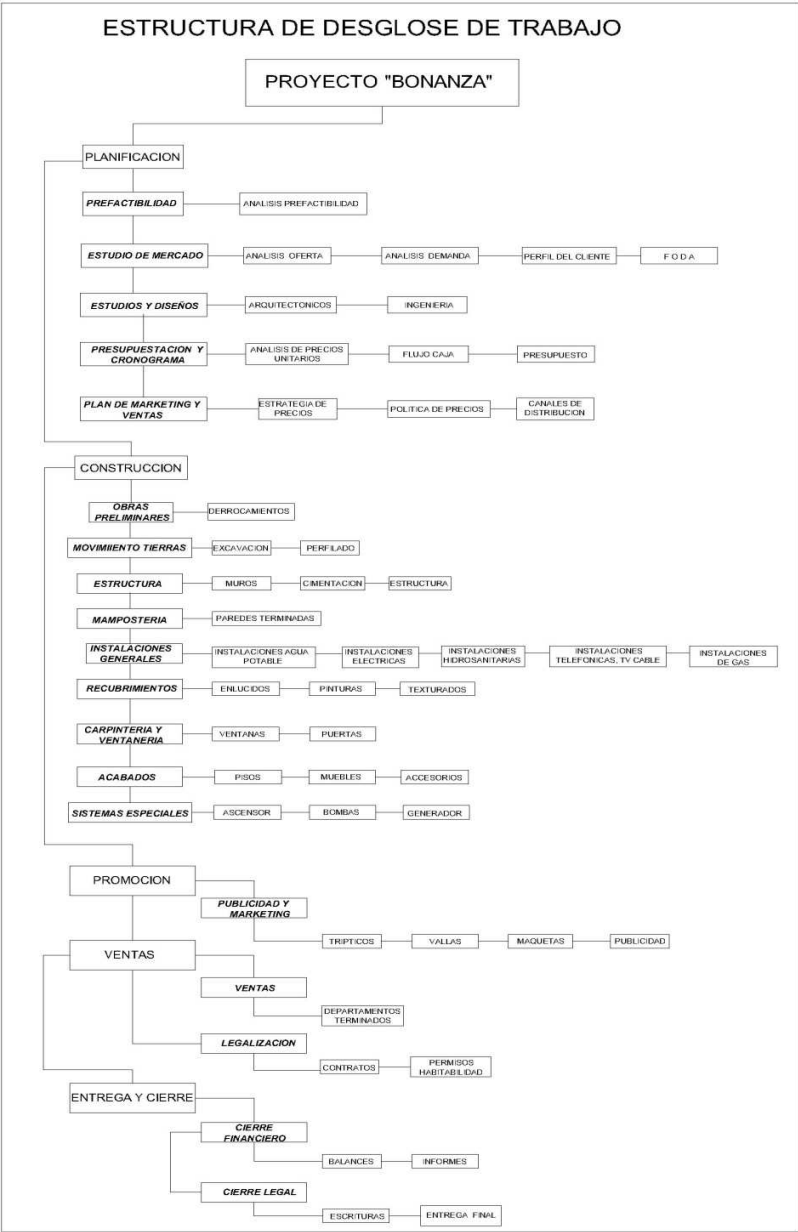 ESTRUCTURA DE DESGLOSE DE TRABAJO
PROYECTO "BONANZA"
PLANIFICACION
PREFACTIBILIDAD
ANALISIS PREFACTIBILIDAD
ESTUDIO DE MERCADO
ANALISIS OFERTA
ANALISIS DEMANDA
PERFIL DEL CLIENTE
F O D A
ESTUDIOS Y DISEÑOS
ARQUITECTONICOS
INGENIERIA
PRESUPUESTACION Y
CRONOGRAMA
ANALISIS DE PRECIOS
UNITARIOS
FLUJO CAJA
PRESUPUESTO
PLAN DE MARKETING Y
VENTAS
ESTRATEGIA DE
PRECIOS
POLITICA DE PRECIOS
CANALES DE
DISTRIBUCION
CONSTRUCCION
OBRAS
PRELIMINARES
DERROCAMIENTOS
MOVIMIIENTO TIERRAS
EXCAVACION
PERFILADO
ESTRUCTURA
MUROS
CIMENTACION
ESTRUCTURA
MAMPOSTERIA
PAREDES TERMINADAS
INSTALACIONES
GENERALES
INSTALACIONES AGUA
POTABLE
INSTALACIONES
ELECTRICAS
INSTALACIONES
HIDROSANITARIAS
INSTALACIONES
TELEFONICAS, TV CABLE
INSTALACIONES
DE GAS
RECUBRIMIENTOS
ENLUCIDOS
PINTURAS
TEXTURADOS
CARPINTERIA Y
VENTANERIA
VENTANAS
PUERTAS
ACABADOS
PISOS
MUEBLES
ACCESORIOS
SISTEMAS ESPECIALES
ASCENSOR
BOMBAS
GENERADOR
PROMOCION
PUBLICIDAD Y
MARKETING
TRIPTICOS
VALLAS
MAQUETAS
PUBLICIDAD
VENTAS
VENTAS
DEPARTAMENTOS
TERMINADOS
LEGALIZACION
CONTRATOS
PERMISOS
HABITABILIDAD
ENTREGA Y CIERRE
CIERRE
FINANCIERO
BALANCES
INFORMES
CIERRE LEGAL
ESCRITURAS
ENTREGA FINAL